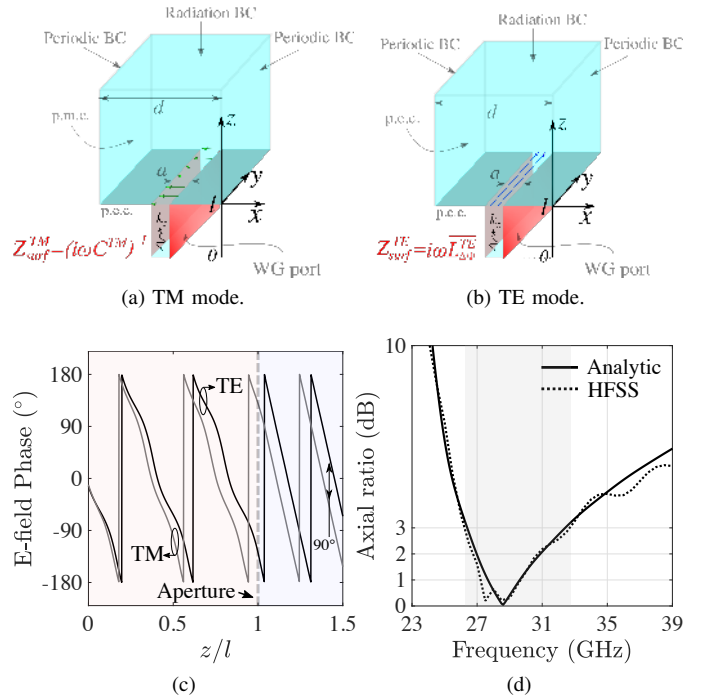 Radiation BC
Periodic BC
Periodic BC
p.m.c.
d
z
a
y
p.e.c.
l
x
0
WG port
(a) TM mode.
Radiation BC
Periodic BC
Periodic BC
p.e.c.
d
z
a
y
p.e.c.
l
x
0
WG port
(b) TE mode.
180
90
0
-90
-180
E-field Phase (°)
TE
TM
90°
Aperture
0 0.5 1 1.5
z/l
(c)
10
3
2
1
0
Axial ratio (dB)
Analytic
HFSS
23 27 31 35 39
Frequency (GHz)
(d)